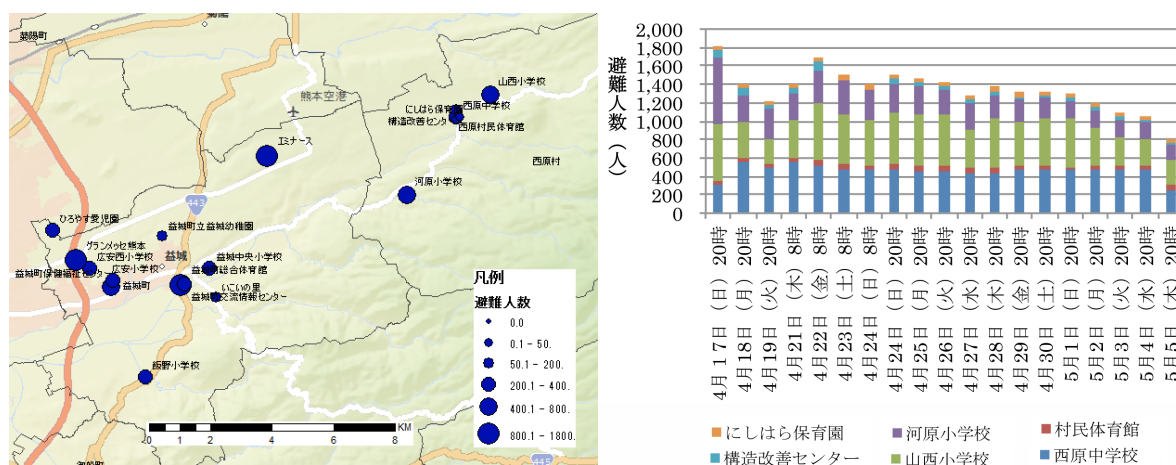 菊陽町
熊本空港
山西小学校
西原中学校
にしはら保育園
構造改善センター
西原村民体育館
エミナース
西原村
河原小学校
443
ひろやす愛児園
益城町立益城幼稚園
グランメッセ熊本
広安西小学校
益城
益城中央小学校
広安小学校
益城町保健福祉センター
益城町総合体育館
益城町
いこいの里
益城町交流情報センター
飯野小学校
445
凡例
避難人数
0.0
0.1 - 50.
50.1 - 200.
200.1 - 400.
400.1 - 800.
800.1 - 1800.
KM
0 1 2 4 6 8
避難人数（人）
2,000
1,800
1,600
1,400
1,200
1,000
800
600
400
200
0
4月17日（日） 20時
4月18日（月） 20時
4月19日（火） 20時
4月21日（木） 8時
4月22日（金） 8時
4月23日（土） 8時
4月24日（日） 8時
4月24日（日） 20時
4月25日（月） 20時
4月26日（火） 20時
4月27日（水） 20時
4月28日（木） 20時
4月29日（金） 20時
4月30日（土） 20時
5月1日（日） 20時
5月2日（月） 20時
5月3日（火） 20時
5月4日（水） 20時
5月5日（木） 20時
にしはら保育園
河原小学校
村民体育館
構造改善センター
山西小学校
西原中学校